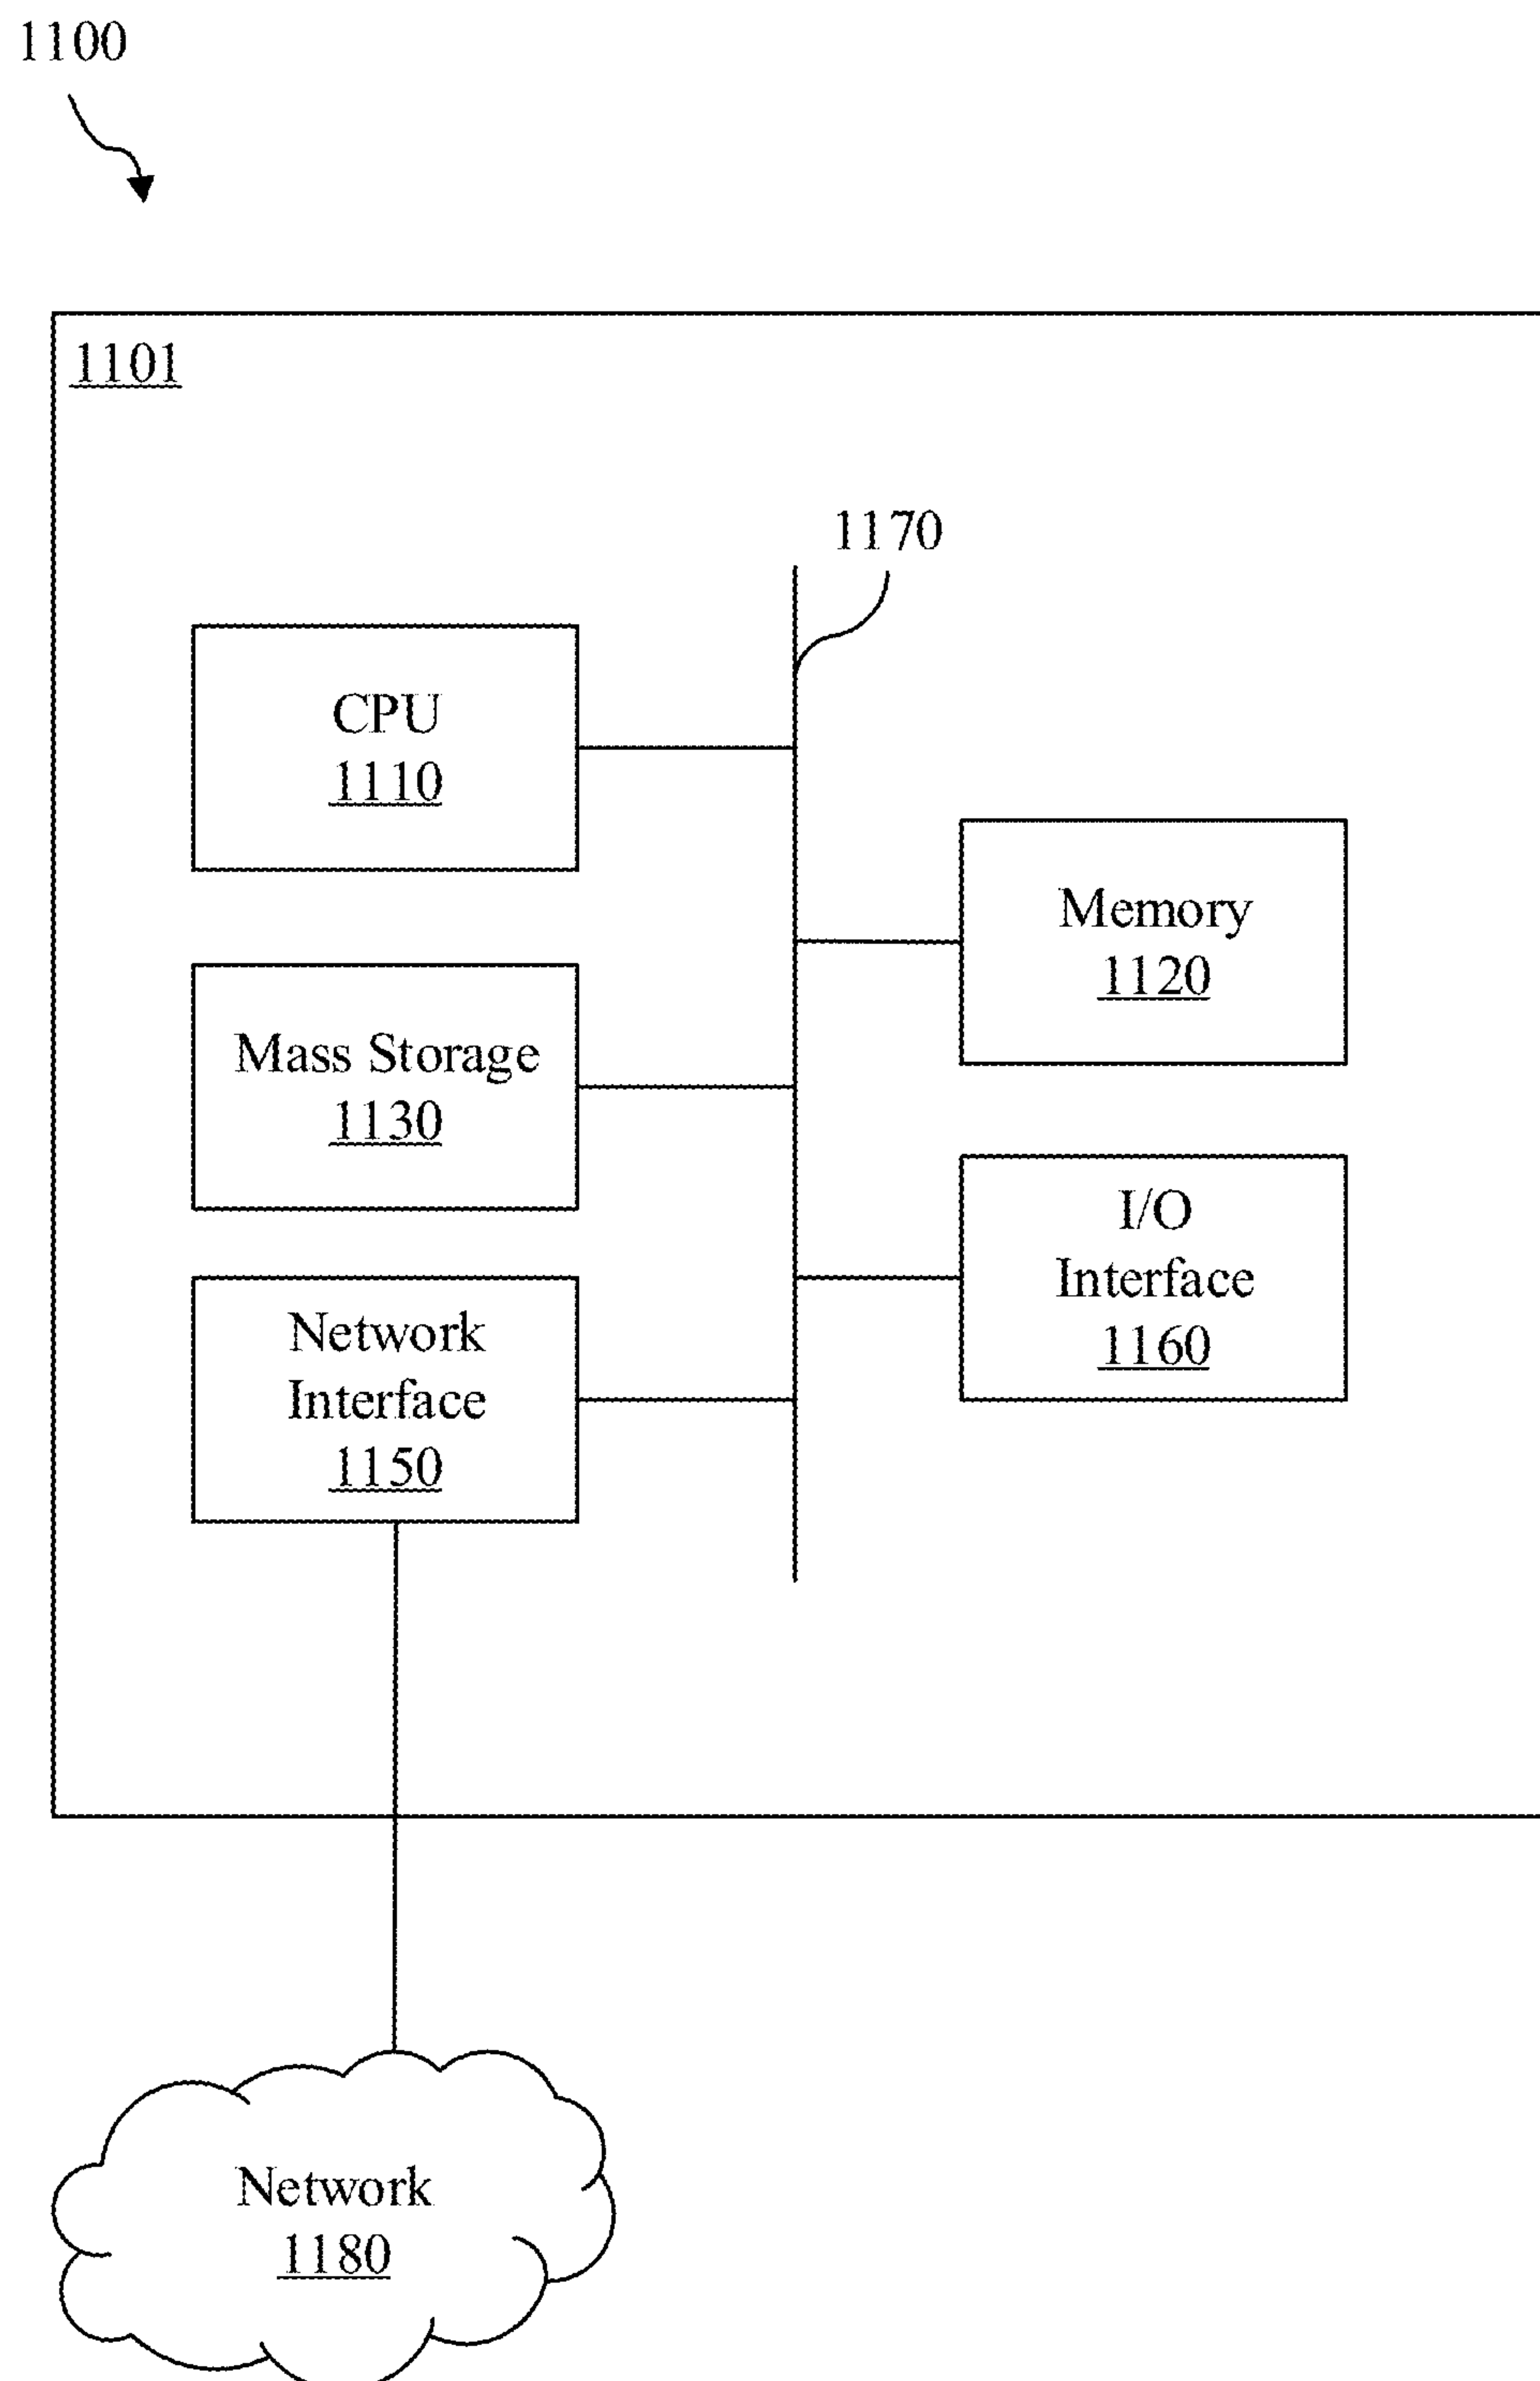 1100
1101
1170
CPU
1110
Memory
1120
Mass Storage
1130
I/O
Interface
1160
Network
Interface
1150
Network
1180